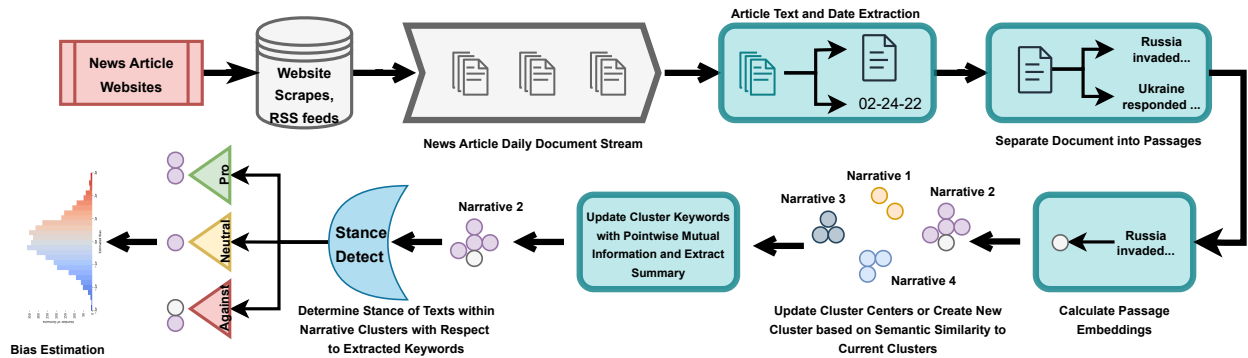 News Article
Websites
Website
Scrapes,
RSS feeds
News Article Daily Document Stream
Article Text and Date Extraction
02-24-22
Russia
invaded...
Ukraine
responded ...
Separate Document into Passages
Russia
invaded...
Calculate Passage
Embeddings
Narrative 1
Narrative 2
Narrative 3
Narrative 4
Update Cluster Centers or Create New
Cluster based on Semantic Similarity to
Current Clusters
Update Cluster Keywords
with Pointwise Mutual
Information and Extract
Summary
Narrative 2
Stance
Detect
Determine Stance of Texts within
Narrative Clusters with Respect
to Extracted Keywords
Pro
Neutral
Against
Bias Estimation